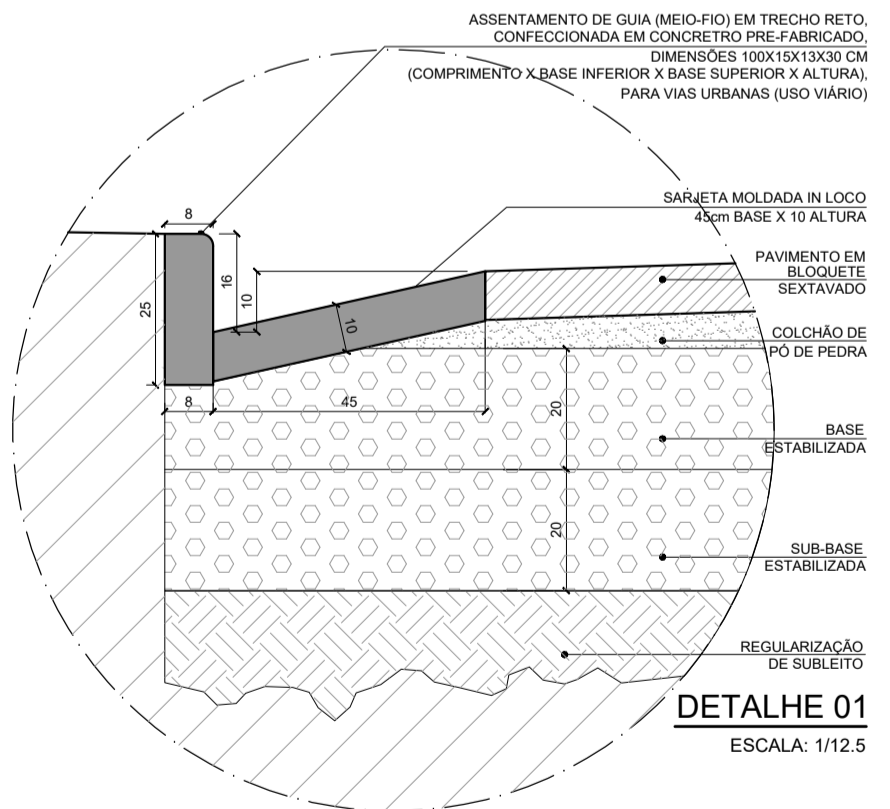 ASSENTAMENTO DE GUIA (MEIO-FIO) EM TRECHO RETO,
CONFECCIONADA EM CONCRETRO PRE-FABRICADO,
DIMENSÕES 100X15X13X30 CM
(COMPRIMENTO X BASE INFERIOR X BASE SUPERIOR X ALTURA),
PARA VIAS URBANAS (USO VIÁRIO)
8
SARJETA MOLDADA IN LOCO
45cm BASE X 10 ALTURA
PAVIMENTO EM
BLOQUETE
SEXTAVADO
25
16
10
10
COLCHÃO DE
PÓ DE PEDRA
8
45
20
BASE
ESTABILIZADA
20
SUB-BASE
ESTABILIZADA
REGULARIZAÇÃO
DE SUBLEITO
DETALHE 01
ESCALA: 1/12.5